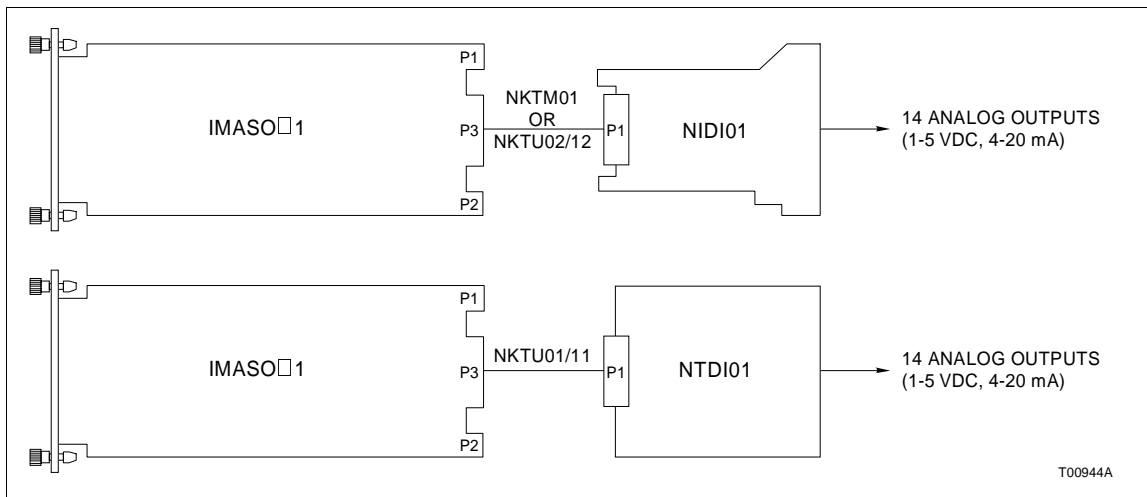 P1
IMASO□1
P3
P2
NKTM01
OR
NKTU02/12
P1
NIDI01
14 ANALOG OUTPUTS
(1-5 VDC, 4-20 mA)
P1
IMASO□1
P3
P2
NKTU01/11
P1
NTDI01
14 ANALOG OUTPUTS
(1-5 VDC, 4-20 mA)
T00944A